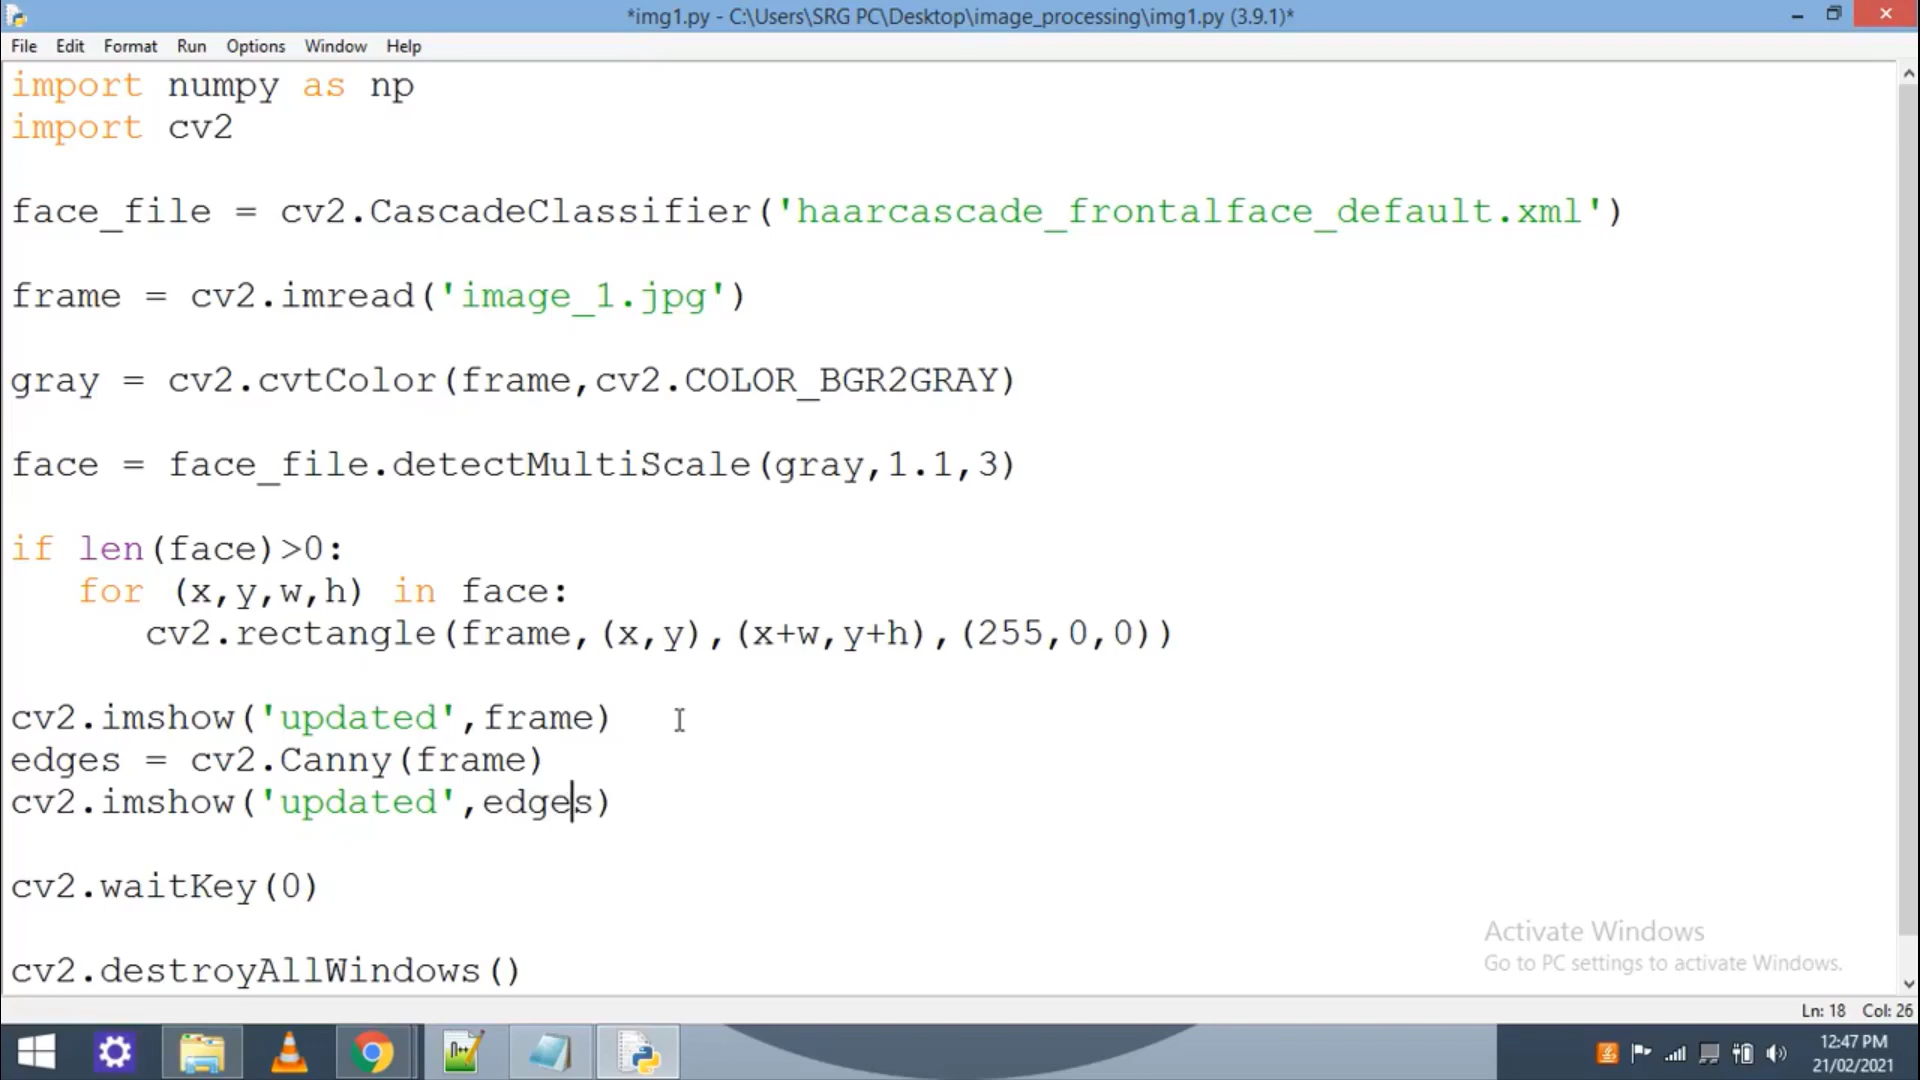 *img1.py - C:\Users\SRG PC\Desktop\image_processing\img1.py (3.9.1)*
File Edit Format Run Options Window Help
import numpy as np
import cv2
face_file = cv2.CascadeClassifier('haarcascade_frontalface_default.xml')
frame = cv2.imread('image_1.jpg')
gray = cv2.cvtColor(frame,cv2.COLOR_BGR2GRAY)
face = face_file.detectMultiScale(gray,1.1,3)
if len(face)>0:
   for (x,y,w,h) in face:
      cv2.rectangle(frame,(x,y),(x+w,y+h),(255,0,0))
cv2.imshow('updated',frame)
edges = cv2.Canny(frame)
cv2.imshow('updated',edges)
cv2.waitKey(0)
cv2.destroyAllWindows()
Activate Windows
Go to PC settings to activate Windows.
Ln: 18 Col: 26
12:47 PM
21/02/2021